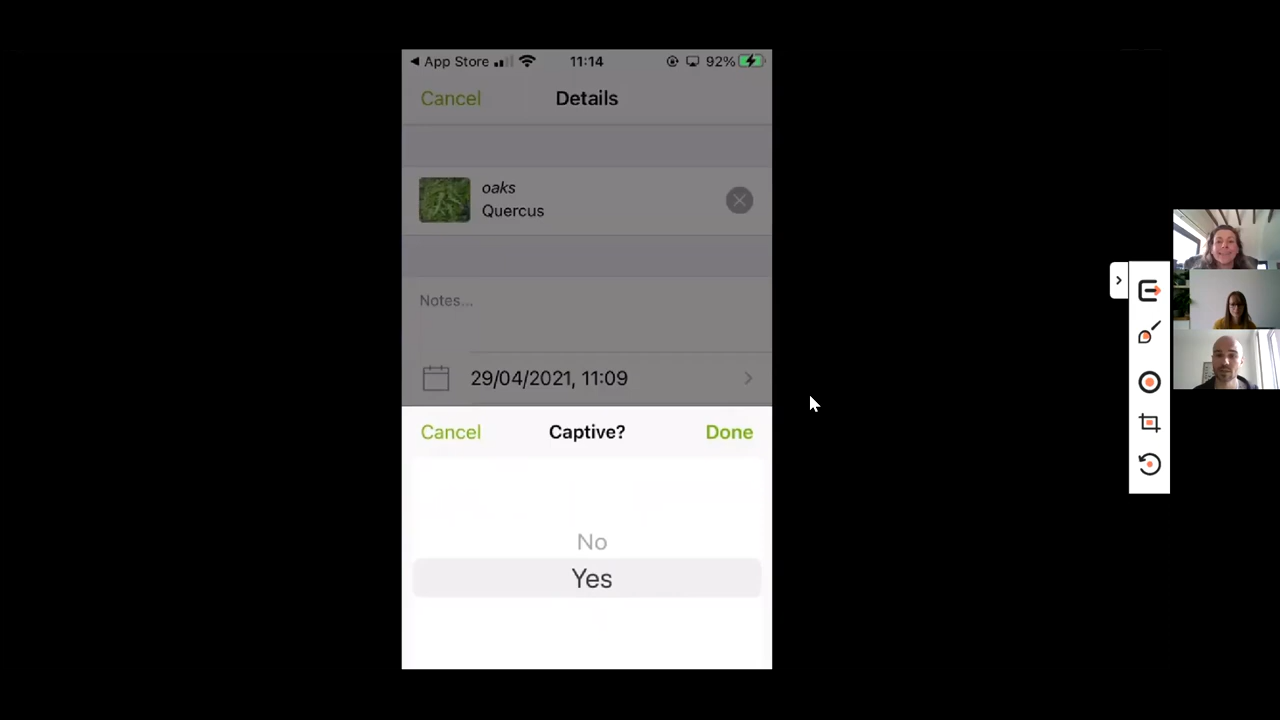 App Store 11:14 92%
Cancel Details
oaks
Quercus
Notes...
29/04/2021, 11:09
Cancel Captive? Done
No
Yes